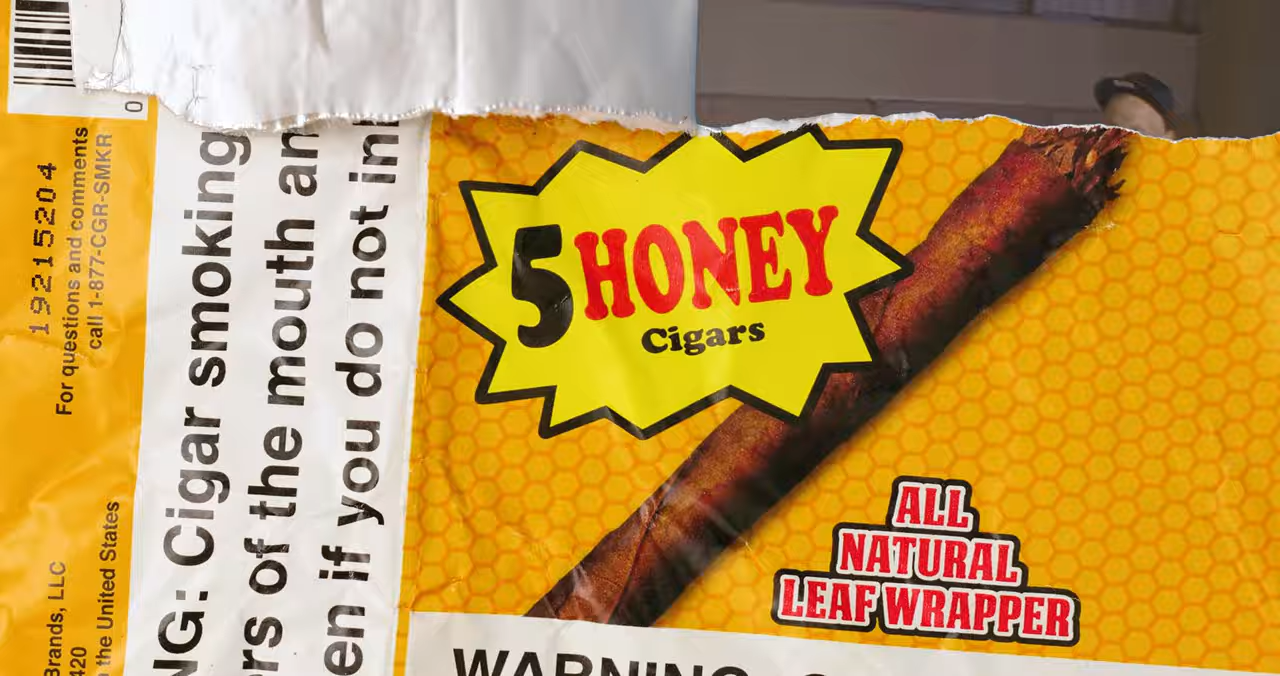 0
19215204
For questions and comments
call 1-877-CGR-SMKR
Brands, LLC
420
the United States
NG: Cigar smoking
rs of the mouth an
en if you do not in
5 HONEY
Cigars
ALL
NATURAL
LEAF WRAPPER
WARNING: